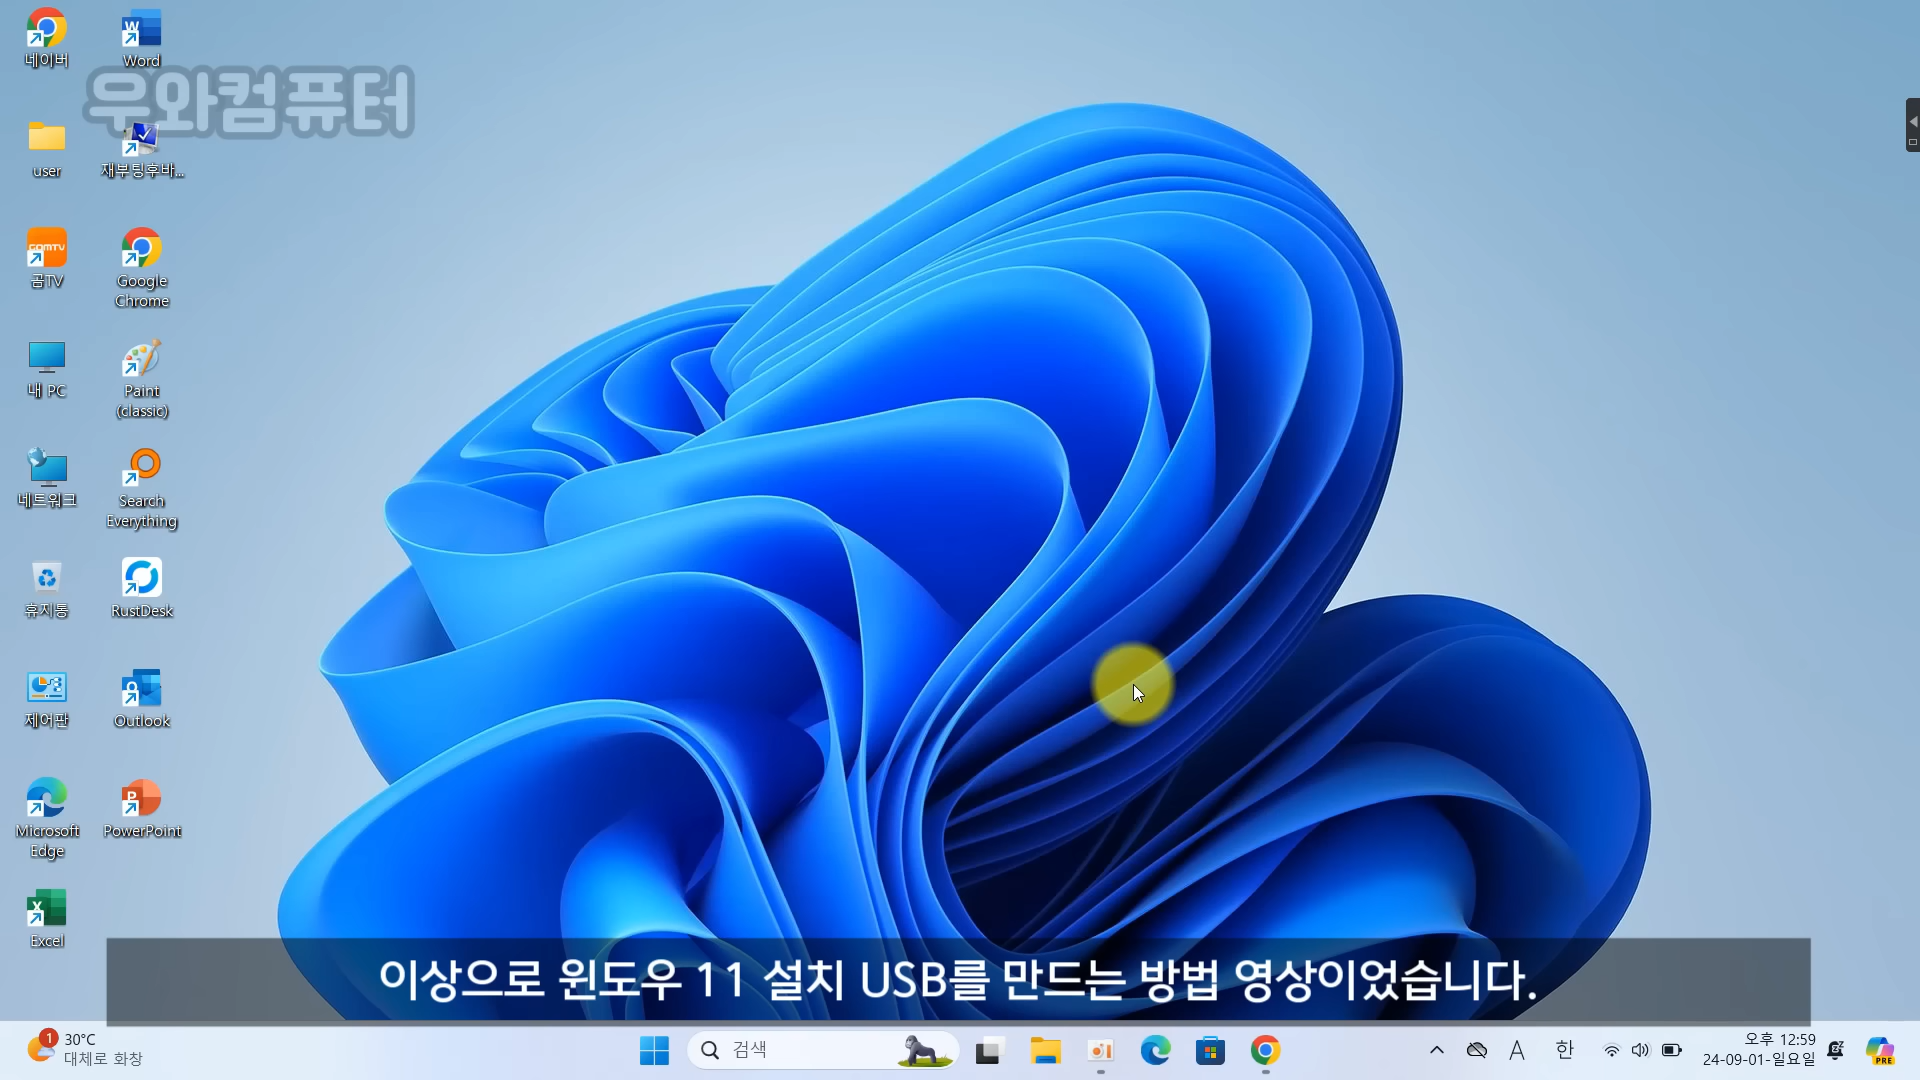 네이버
Word
우와컴퓨터
user
재부팅후바...
GOMTV
곰TV
Google
Chrome
내 PC
Paint
(classic)
네트워크
Search
Everything
휴지통
RustDesk
제어판
Outlook
Microsoft
Edge
PowerPoint
Excel
이상으로 윈도우 11 설치 USB를 만드는 방법 영상이었습니다.
1
30°C
대체로 화창
검색
A
한
오후 12:59
24-09-01-일요일
PRE